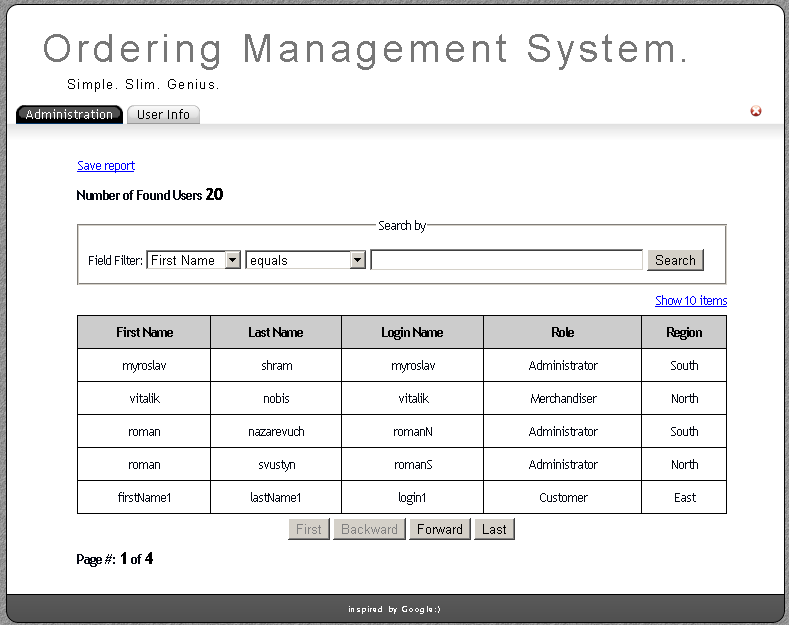 Ordering Management System.
Simple. Slim. Genius.
Administration User Info
Save report
Number of Found Users 20
Search by
Field Filter: First Name equals Search
Show 10 items
First Name Last Name Login Name Role Region
myroslav shram myroslav Administrator South
vitalik nobis vitalik Merchandiser North
roman nazarevuch romanN Administrator South
roman svustyn romanS Administrator North
firstName1 lastName1 login1 Customer East
First Backward Forward Last
Page #: 1 of 4
inspired by Google:)